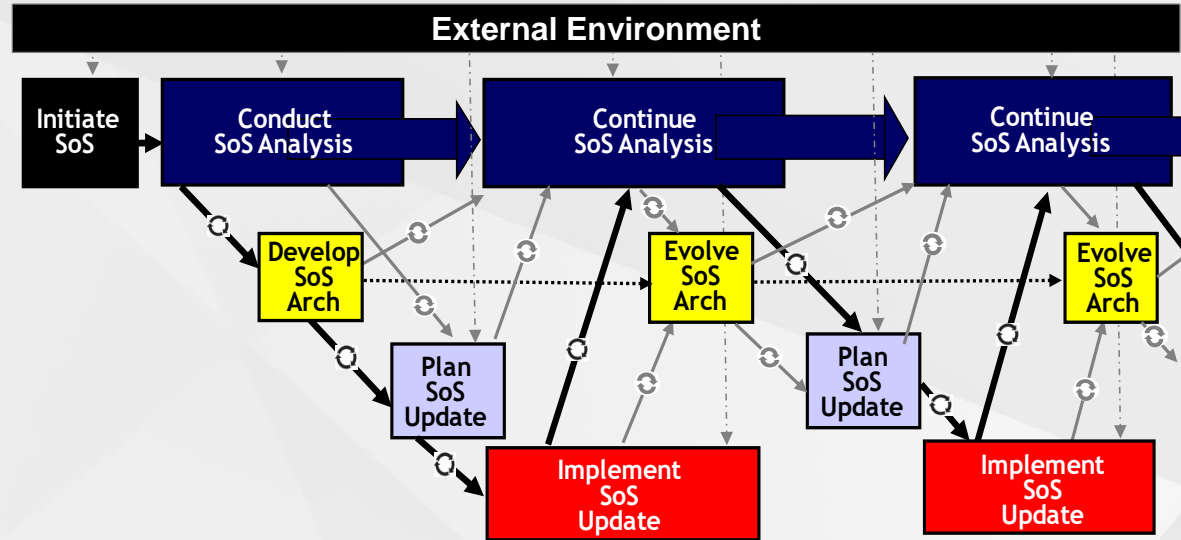 External Environment
Initiate
SoS
Conduct
SoS Analysis
Continue
SoS Analysis
Continue
SoS Analysis
Develop
SoS
Arch
Evolve
SoS
Arch
Evolve
SoS
Arch
Plan
SoS
Update
Plan
SoS
Update
Implement
SoS
Update
Implement
SoS
Update